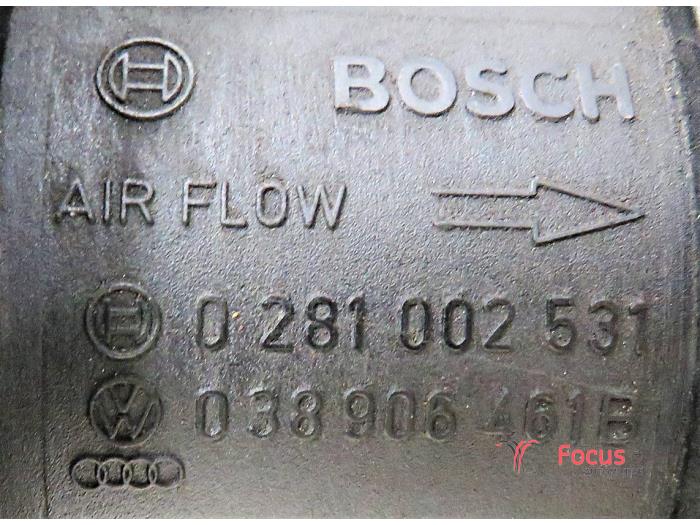 BOSCH
AIR FLOW
0 281 002 531
038 906 461B
Focus